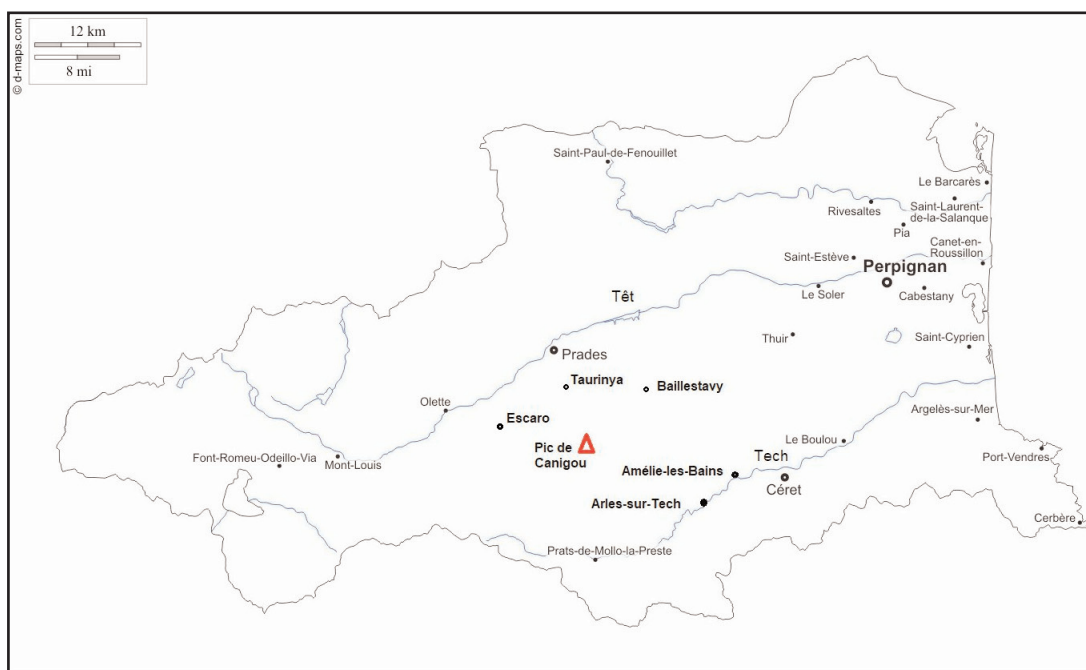 12 km
8 mi
© d-maps.com
Saint-Paul-de-Fenouillet
Le Barcarès
Rivesaltes
Saint-Laurent-
de-la-Salanque
Pia
Canet-en-
Roussillon
Saint-Estève
Perpignan
Le Soler
Cabestany
Têt
Thuir
Saint-Cyprien
Prades
Taurinya
Baillestavy
Olette
Escaro
Argelès-sur-Mer
Le Boulou
Pic de
Canigou
Font-Romeu-Odeillo-Via
Mont-Louis
Tech
Port-Vendres
Amélie-les-Bains
Céret
Arles-sur-Tech
Cerbère
Prats-de-Mollo-la-Preste